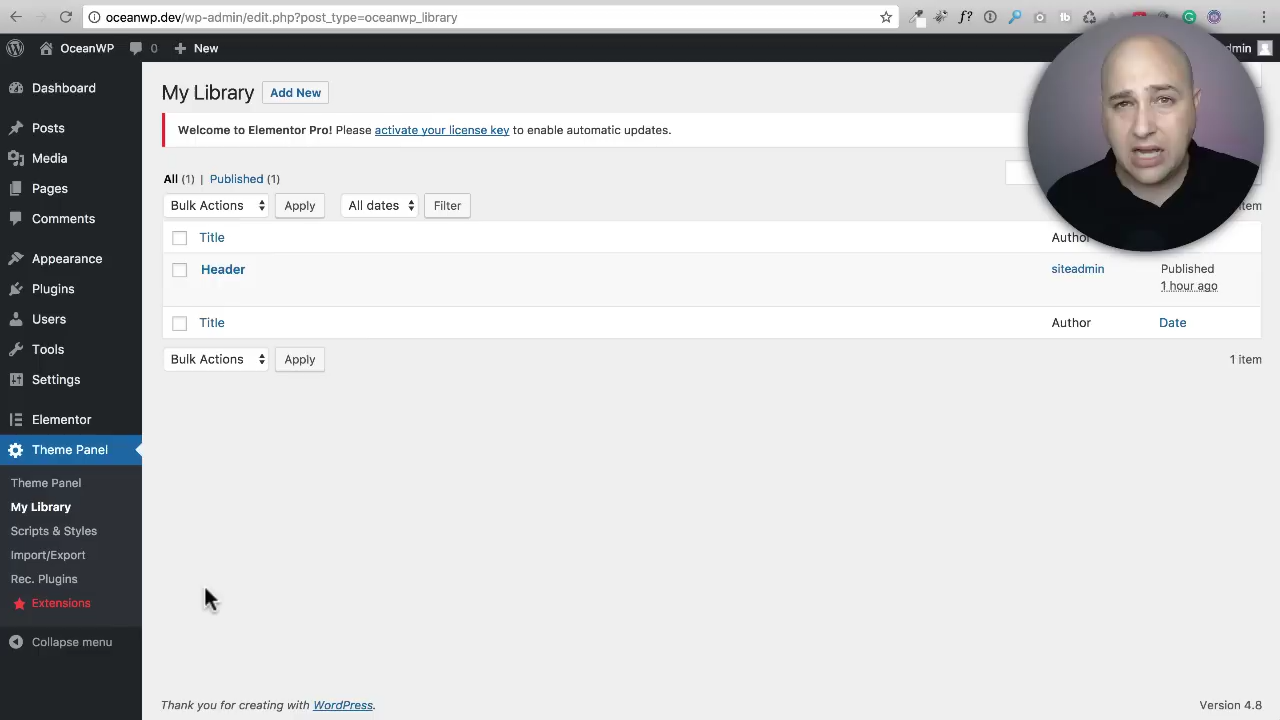 oceanwp.dev/wp-admin/edit.php?post_type=oceanwp_library
OceanWP 0 New
Dashboard
Posts
Media
Pages
Comments
Appearance
Plugins
Users
Tools
Settings
Elementor
Theme Panel
Theme Panel
My Library
Scripts & Styles
Import/Export
Rec. Plugins
Extensions
Collapse menu
My Library Add New
Welcome to Elementor Pro! Please activate your license key to enable automatic updates.
All (1) | Published (1)
Bulk Actions Apply All dates Filter
Title
Header siteadmin Published
1 hour ago
Title Author Date
Bulk Actions Apply 1 item
Thank you for creating with WordPress. Version 4.8